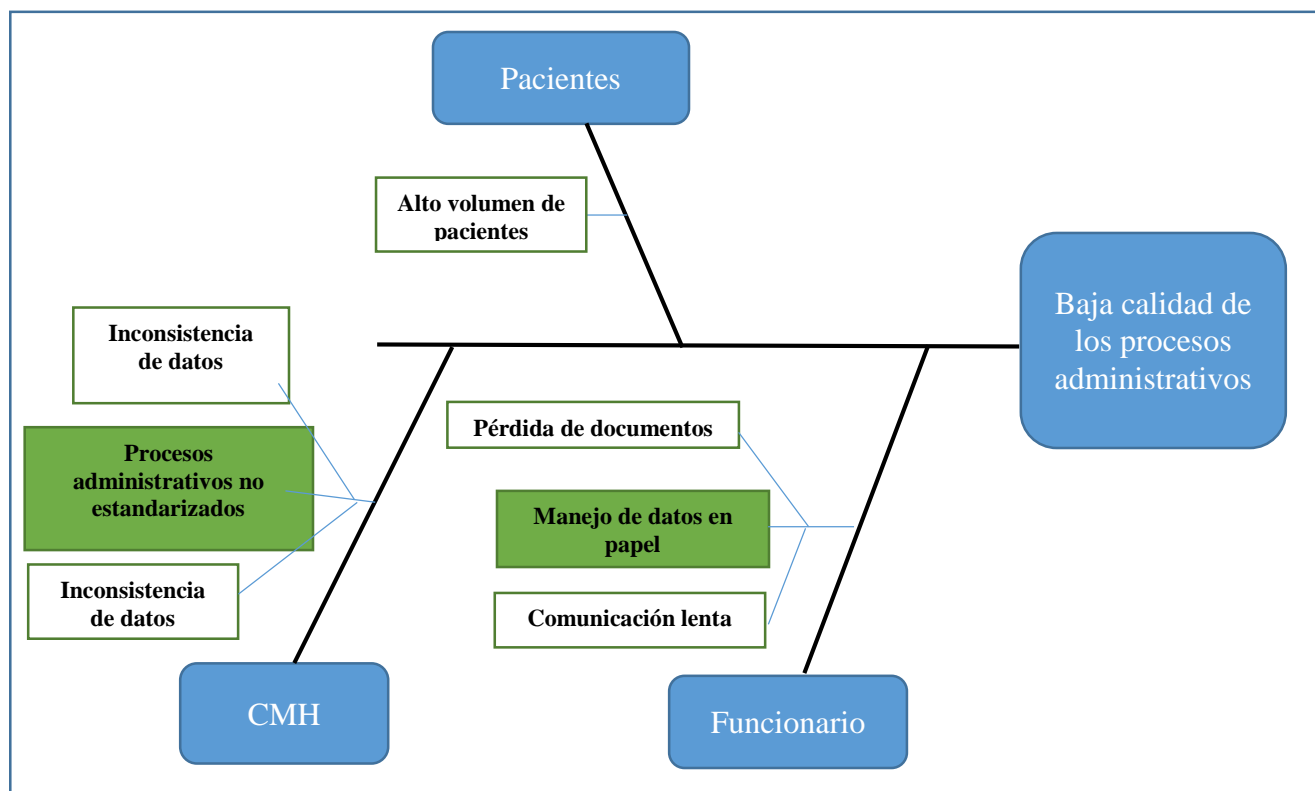 Pacientes
Alto volumen de
pacientes
Baja calidad de
los procesos
administrativos
Inconsistencia
de datos
Procesos
administrativos no
estandarizados
Inconsistencia
de datos
Pérdida de documentos
Manejo de datos en
papel
Comunicación lenta
CMH
Funcionario